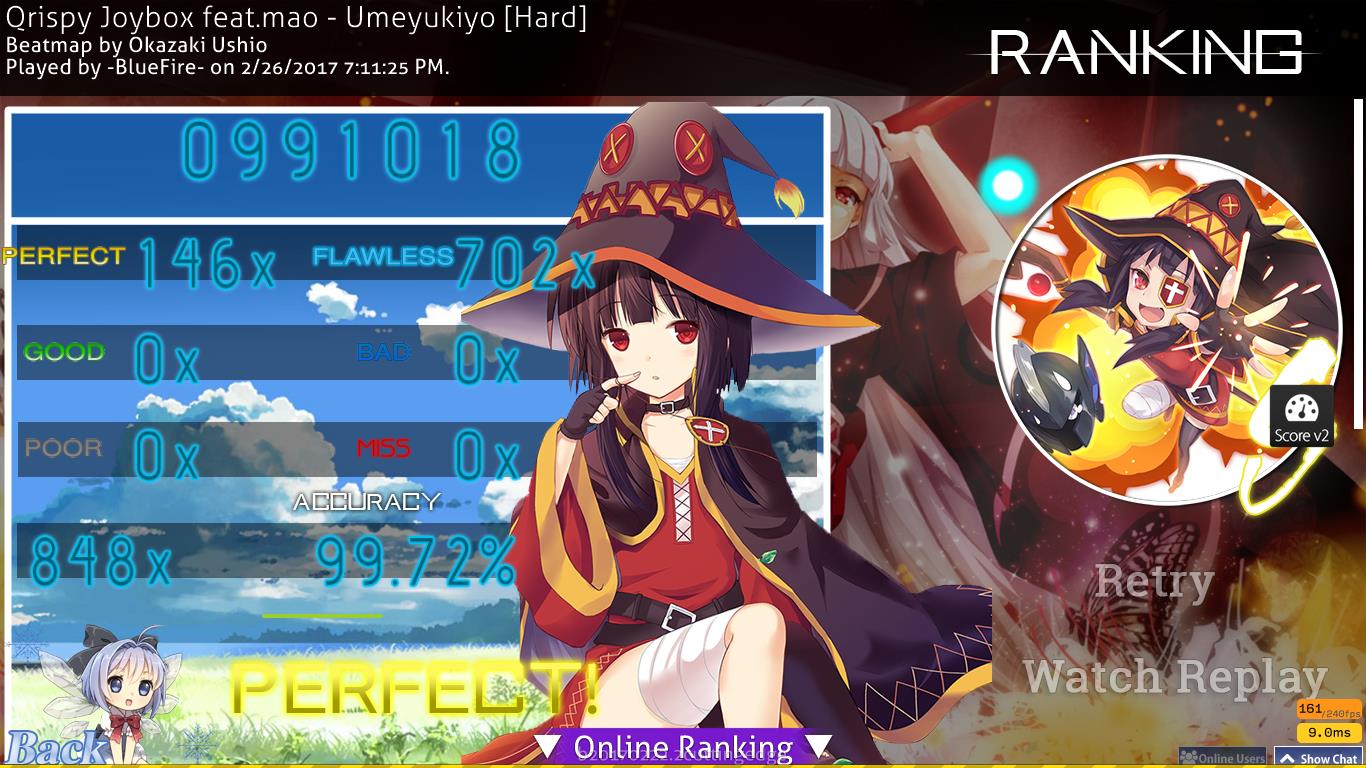 Qrispy Joybox feat.mao - Umeyukiyo [Hard]
Beatmap by Okazaki Ushio
Played by -BlueFire- on 2/26/2017 7:11:25 PM.
RANKING
0991018
PERFECT 146x FLAWLESS 702x
GOOD 0x BAD 0x
POOR 0x MISS 0x
Score v2
ACCURACY
848x 99.72%
Retry
PERFECT!
Watch Replay
161/240fps
9.0ms
Back
▼ Online Ranking ▼
Online Users
Show Chat